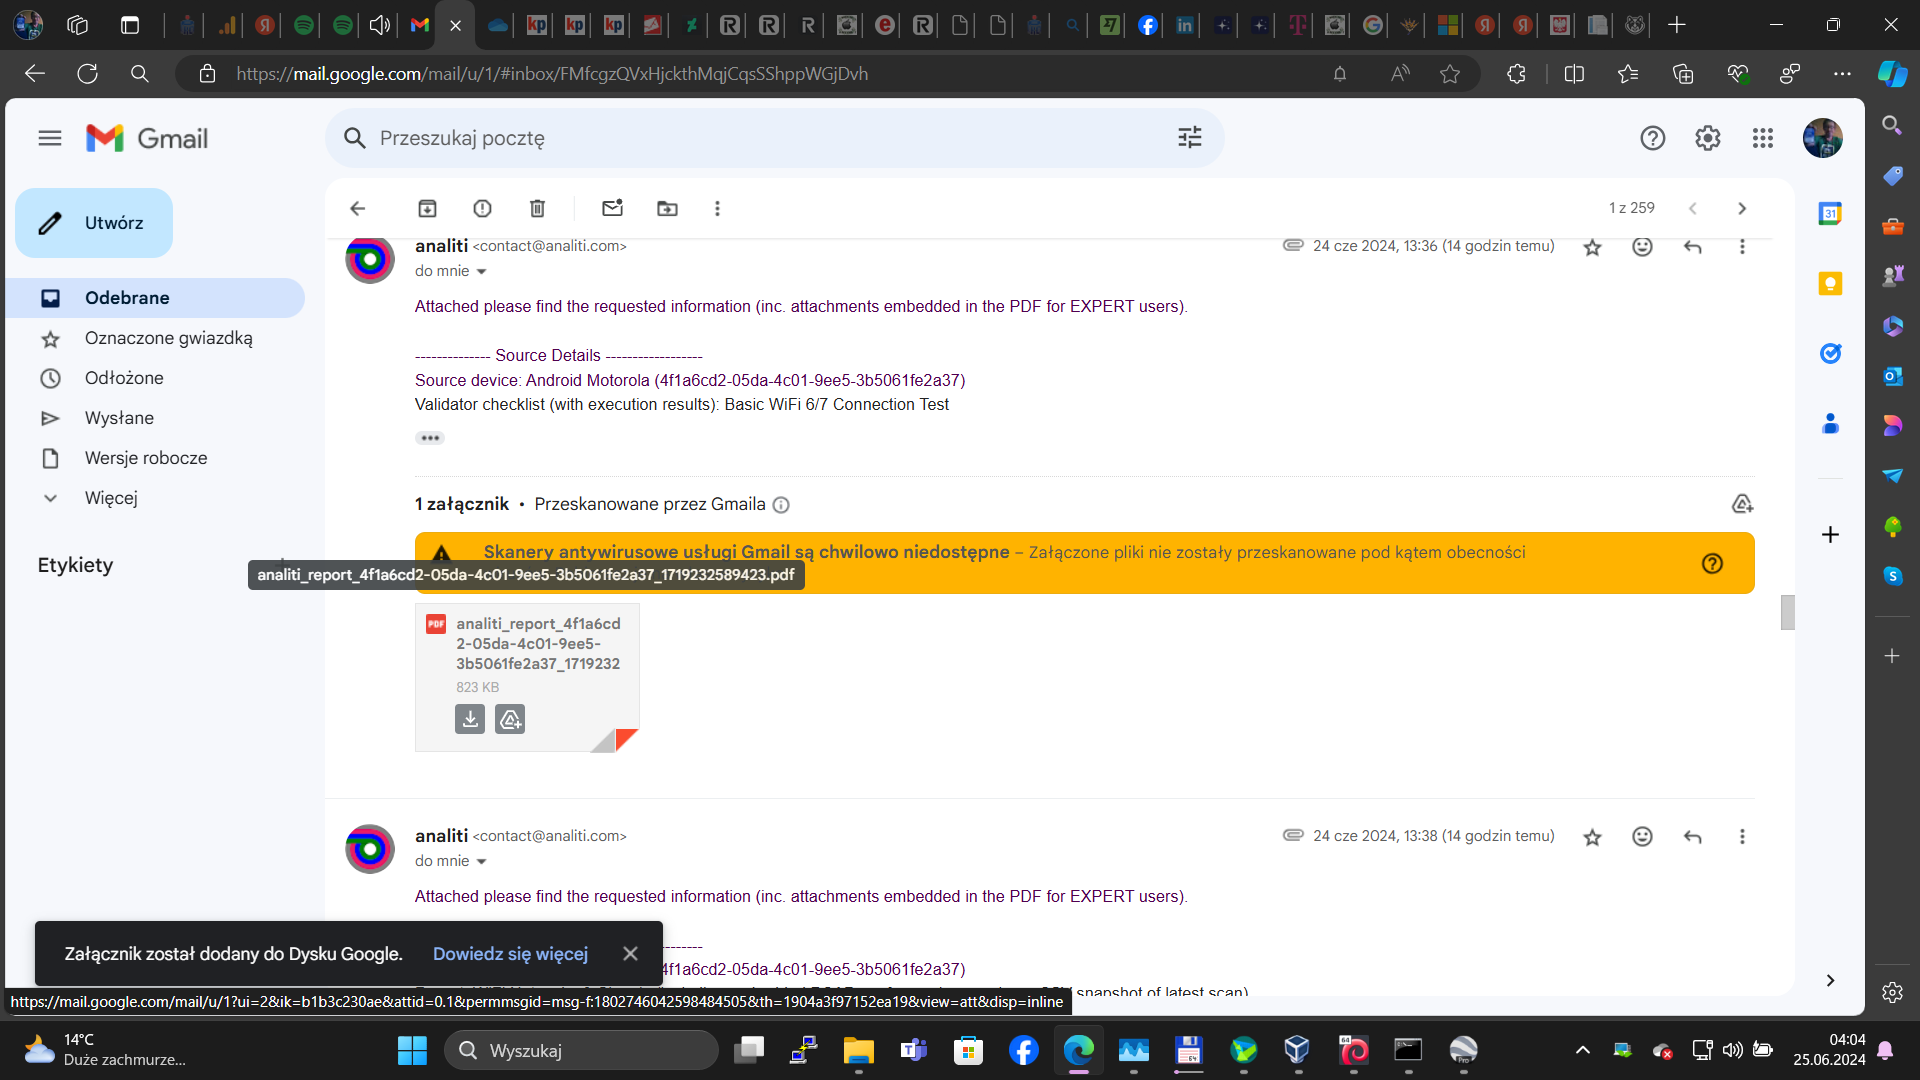 https://mail.google.com/mail/u/1/#inbox/FMfcgzQVxHjckthMqjCqsSShppWGjDvh
Gmail
Przeszukaj pocztę
Utwórz
1 z 259
Odebrane
Oznaczone gwiazdką
Odłożone
Wysłane
Wersje robocze
Więcej
Etykiety
analiti <contact@analiti.com>
24 cze 2024, 13:36 (14 godzin temu)
do mnie
Attached please find the requested information (inc. attachments embedded in the PDF for EXPERT users).
-------------- Source Details ------------------
Source device: Android Motorola (4f1a6cd2-05da-4c01-9ee5-3b5061fe2a37)
Validator checklist (with execution results): Basic WiFi 6/7 Connection Test
1 załącznik • Przeskanowane przez Gmaila
Skanery antywirusowe usługi Gmail są chwilowo niedostępne – Załączone pliki nie zostały przeskanowane pod kątem obecności
analiti_report_4f1a6cd2-05da-4c01-9ee5-3b5061fe2a37_1719232589423.pdf
PDF
analiti_report_4f1a6cd
2-05da-4c01-9ee5-
3b5061fe2a37_1719232
823 KB
analiti <contact@analiti.com>
24 cze 2024, 13:38 (14 godzin temu)
do mnie
Attached please find the requested information (inc. attachments embedded in the PDF for EXPERT users).
Załącznik został dodany do Dysku Google.
Dowiedz się więcej
4f1a6cd2-05da-4c01-9ee5-3b5061fe2a37)
snapshot of latest scan)
https://mail.google.com/mail/u/1?ui=2&ik=b1b3c230ae&attid=0.1&permmsgid=msg-f:1802746042598484505&th=1904a3f97152ea19&view=att&disp=inline
14°C
Duże zachmurze...
Wyszukaj
04:04
25.06.2024